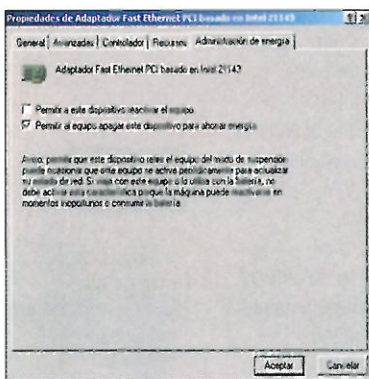 Propiedades de Adaptador Fast Ethernet PCI basado en Intel 21143
General Avanzadas Controlador Recursos Administración de energía
Adaptador Fast Ethernet PCI basado en Intel 21143
Permitir a este dispositivo reactivar el equipo
Permitir al equipo apagar este dispositivo para ahorrar energía
Aviso: permitir que este dispositivo retire el equipo del modo de suspensión
puede ocasionar que este equipo se active periódicamente para actualizar
su estado de red. Si viaja con este equipo o lo utiliza con la batería, no
debe activar esta característica porque la máquina puede reactivarse en
momentos inoportunos o consumir la batería.
Aceptar Cancelar